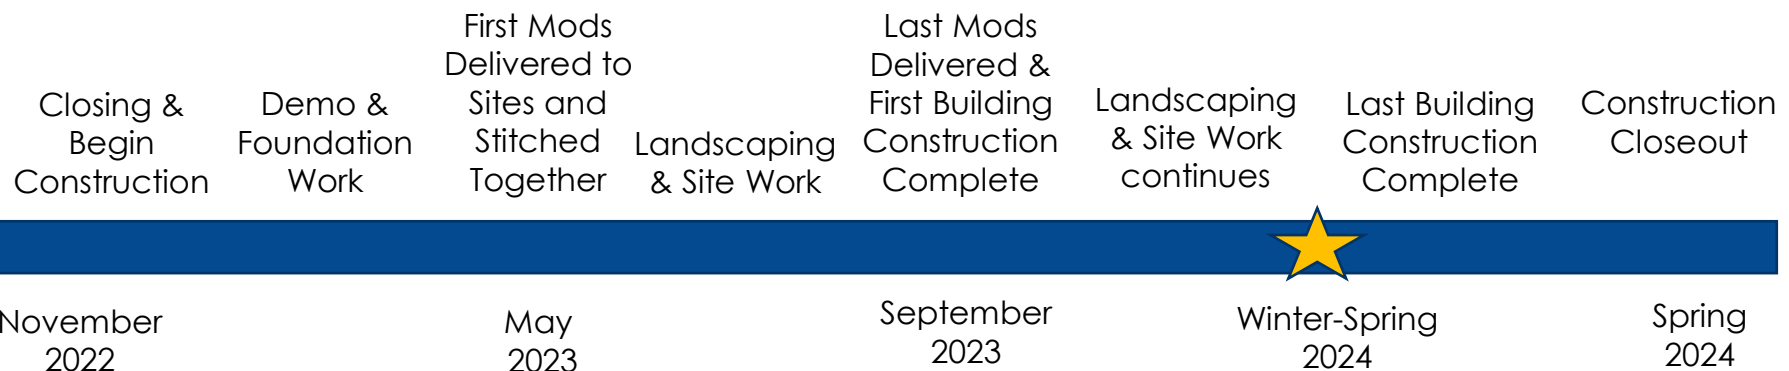 Closing &
Begin
Construction
Demo &
Foundation
Work
First Mods
Delivered to
Sites and
Stitched
Together
Landscaping
& Site Work
Last Mods
Delivered &
First Building
Construction
Complete
Landscaping
& Site Work
continues
Last Building
Construction
Complete
Construction
Closeout
November
2022
May
2023
September
2023
Winter-Spring
2024
Spring
2024